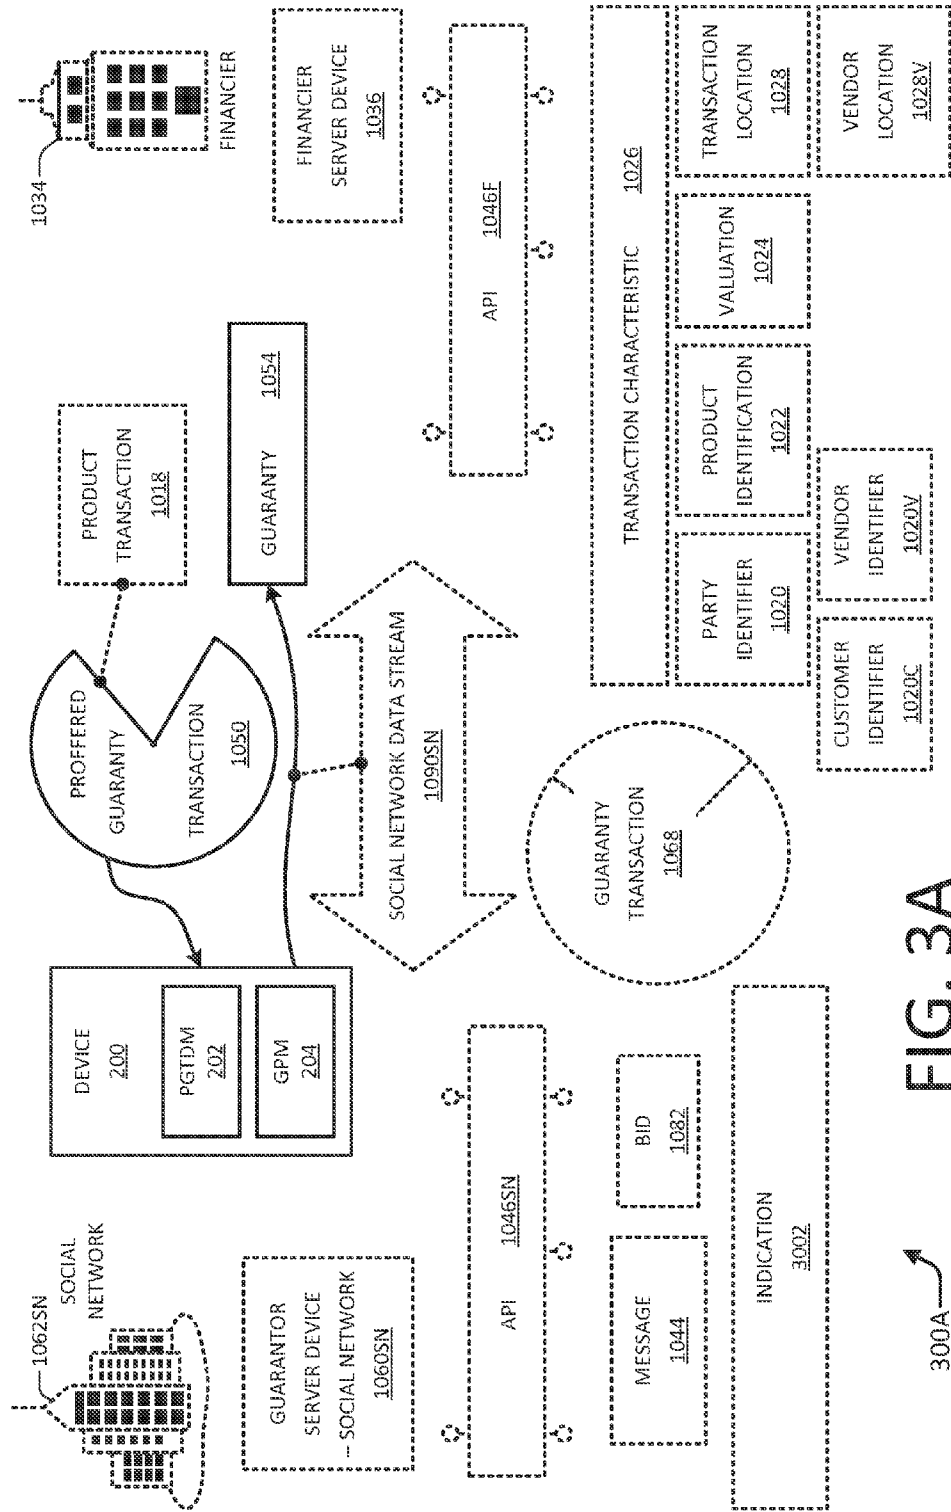 1062SN
SOCIAL
NETWORK
GUARANTOR
SERVER DEVICE
-- SOCIAL NETWORK
1060SN
API 1046SN
MESSAGE
1044
BID
1082
INDICATION
3002
DEVICE
200
PGTDM
202
GPM
204
PROFFERED
GUARANTY
TRANSACTION
1050
PRODUCT
TRANSACTION
1018
GUARANTY 1054
SOCIAL NETWORK DATA STREAM
1090SN
GUARANTY
TRANSACTION
1068
1034
FINANCIER
FINANCIER
SERVER DEVICE
1036
API 1046F
TRANSACTION CHARACTERISTIC 1026
PARTY
IDENTIFIER
1020
PRODUCT
IDENTIFICATION
1022
VALUATION
1024
TRANSACTION
LOCATION
1028
CUSTOMER
IDENTIFIER
1020C
VENDOR
IDENTIFIER
1020V
VENDOR
LOCATION
1028V
300A
FIG. 3A